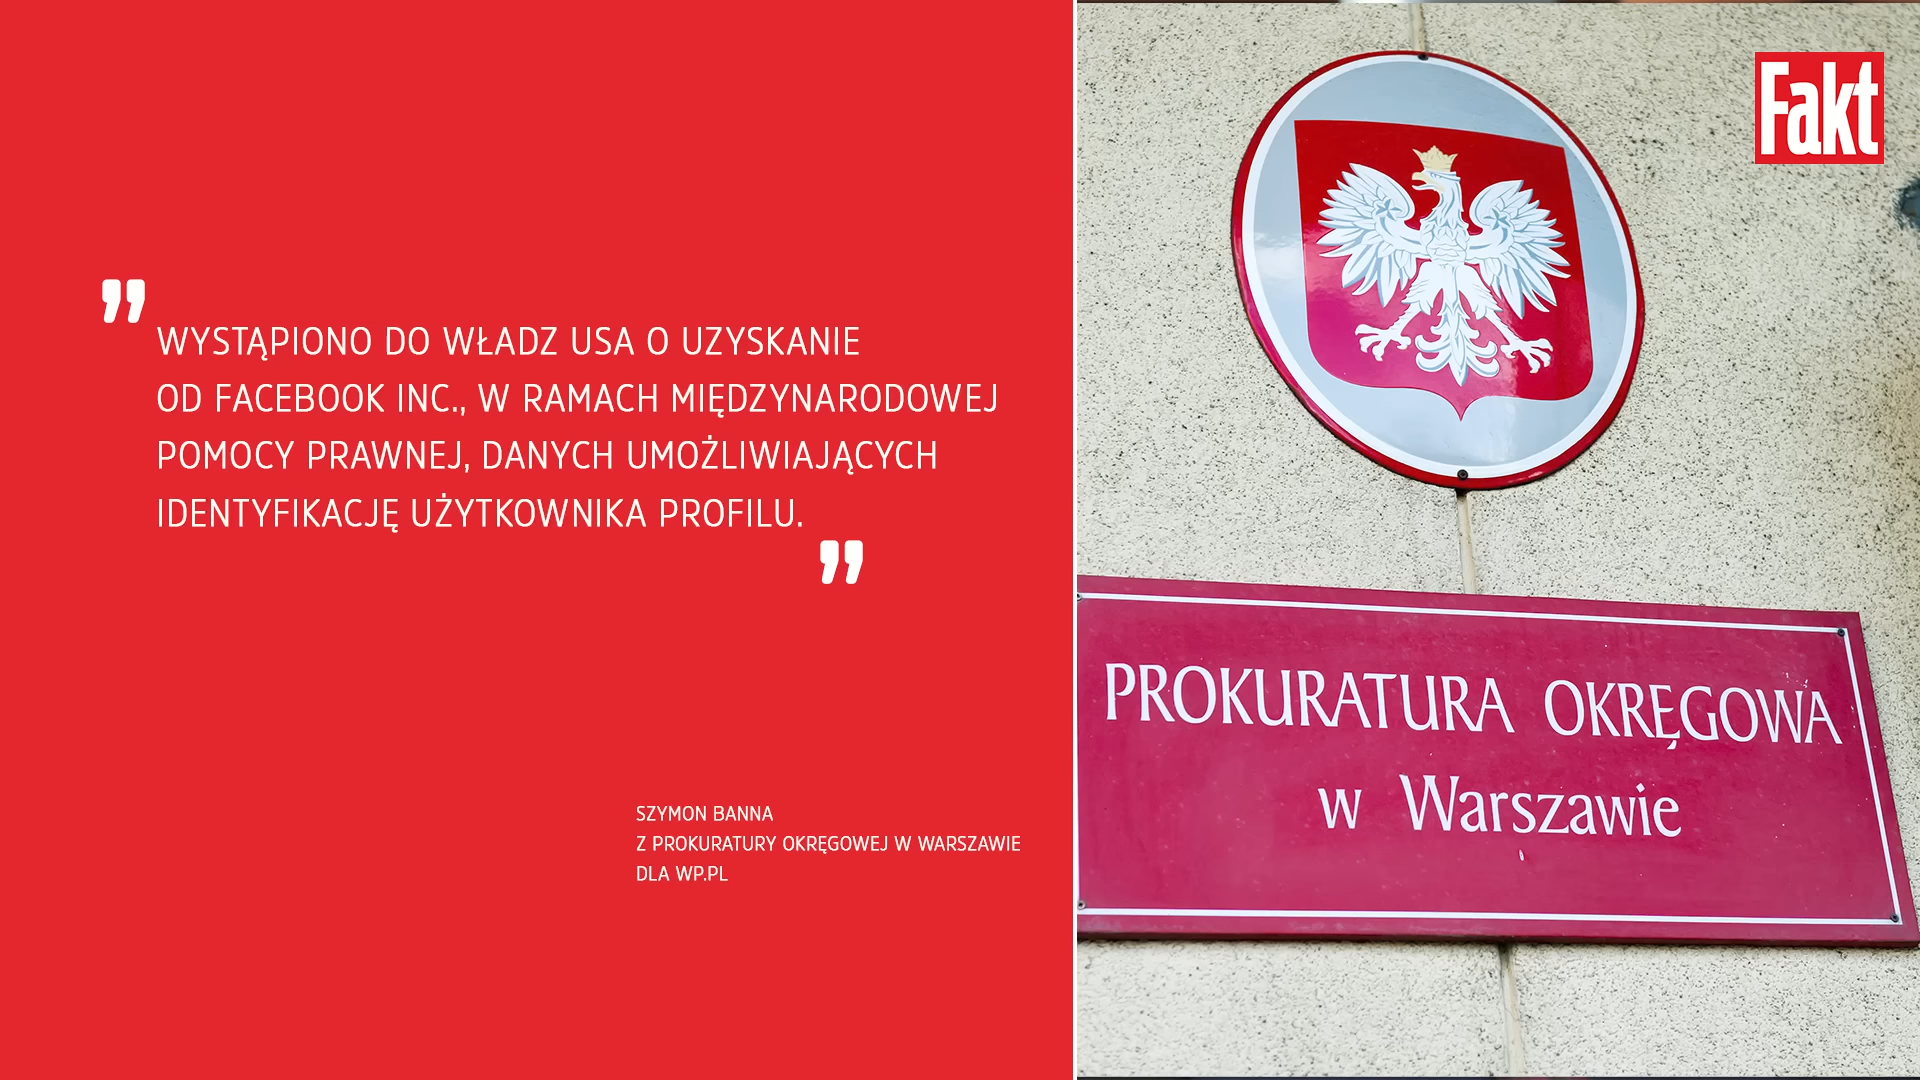 ”
WYSTĄPIONO DO WŁADZ USA O UZYSKANIE
OD FACEBOOK INC., W RAMACH MIĘDZYNARODOWEJ
POMOCY PRAWNEJ, DANYCH UMOŻLIWIAJĄCYCH
IDENTYFIKACJĘ UŻYTKOWNIKA PROFILU.
”
SZYMON BANNA
Z PROKURATURY OKRĘGOWEJ W WARSZAWIE
DLA WP.PL
Fakt
PROKURATURA OKRĘGOWA
w Warszawie